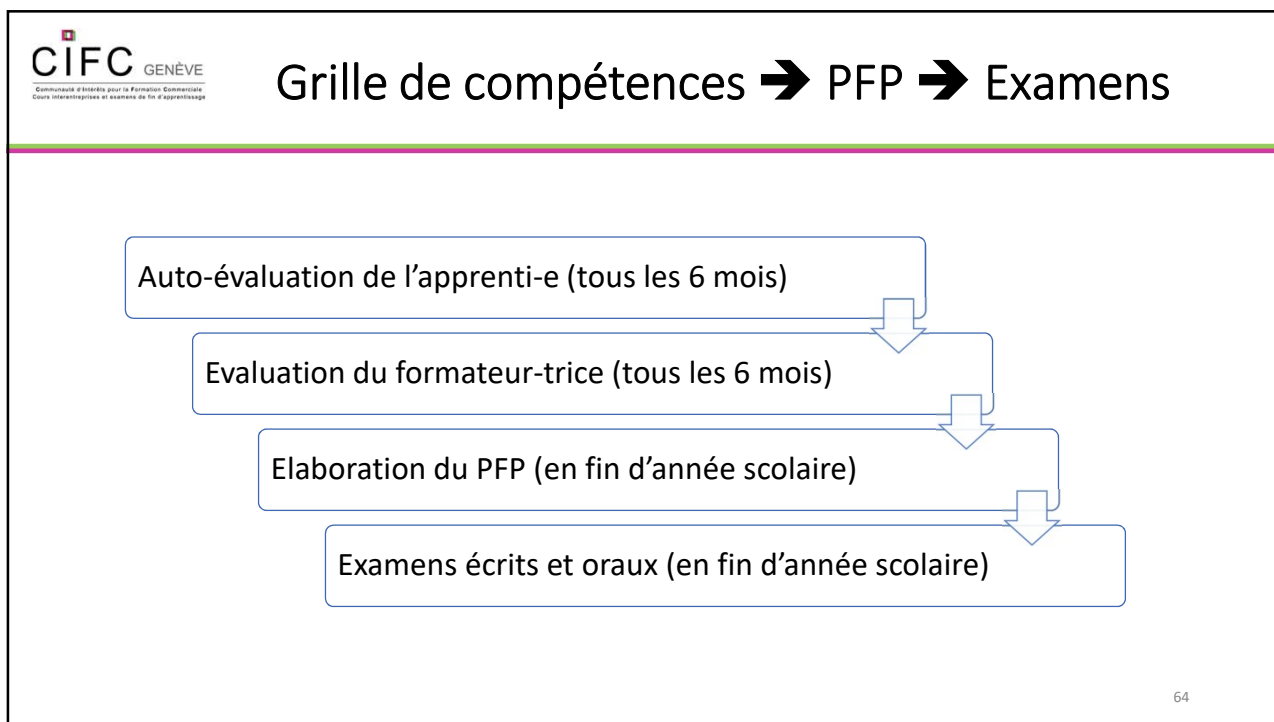 CIFC GENÈVE
Communauté d'Intérêts pour la Formation Commerciale
Cours interentreprises et examens de fin d'apprentissage
Grille de compétences ➔ PFP ➔ Examens
Auto-évaluation de l'apprenti-e (tous les 6 mois)
Evaluation du formateur-trice (tous les 6 mois)
Elaboration du PFP (en fin d'année scolaire)
Examens écrits et oraux (en fin d'année scolaire)
64